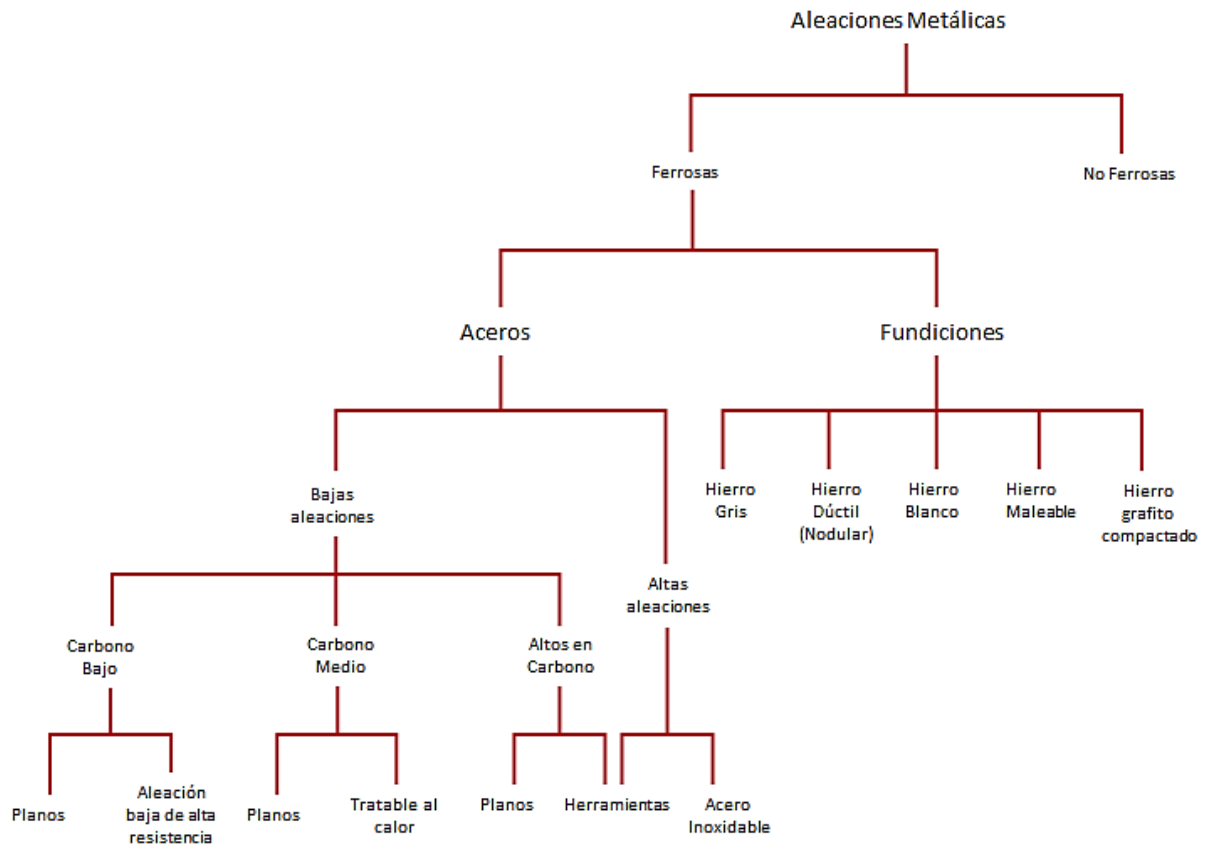 Aleaciones Metálicas
Ferrosas
No Ferrosas
Aceros
Fundiciones
Bajas
aleaciones
Altas
aleaciones
Hierro
Gris
Hierro
Dúctil
(Nodular)
Hierro
Blanco
Hierro
Maleable
Hierro
grafito
compactado
Carbono
Bajo
Carbono
Medio
Altos en
Carbono
Planos
Aleación
baja de alta
resistencia
Planos
Tratable al
calor
Planos
Herramientas
Acero
Inoxidable